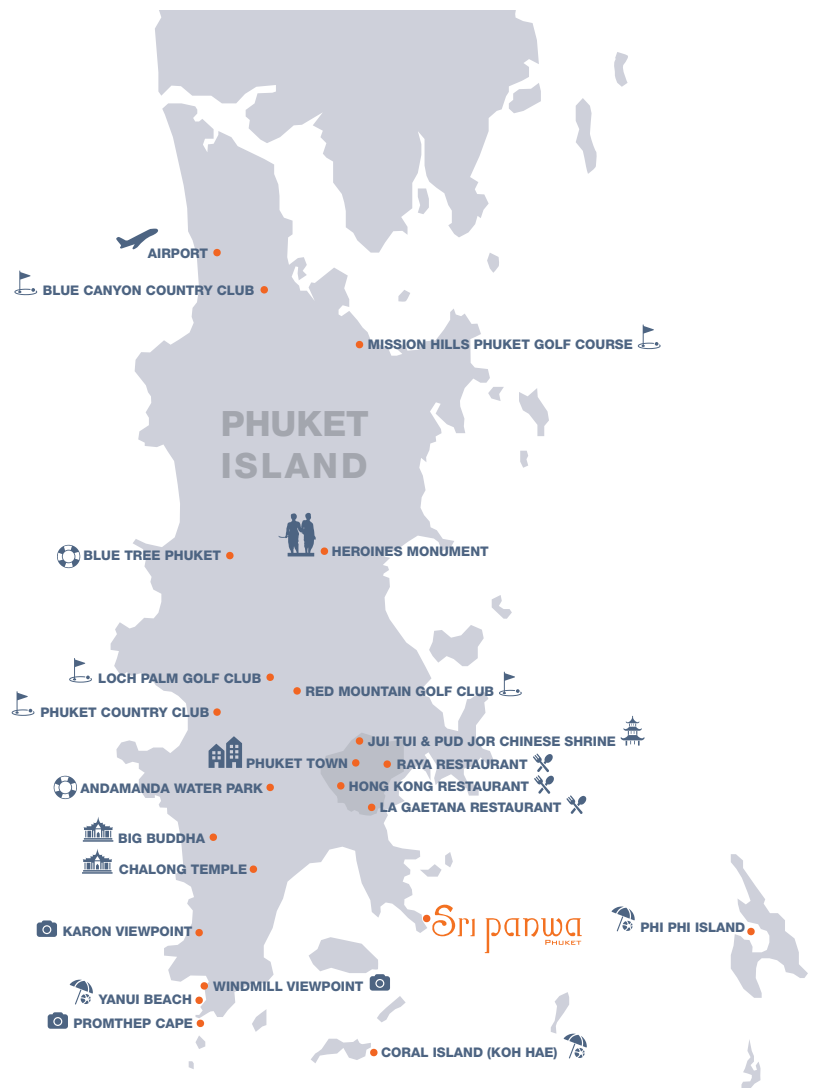 AIRPORT
BLUE CANYON COUNTRY CLUB
MISSION HILLS PHUKET GOLF COURSE
PHUKET
ISLAND
HEROINES MONUMENT
BLUE TREE PHUKET
LOCH PALM GOLF CLUB
RED MOUNTAIN GOLF CLUB
PHUKET COUNTRY CLUB
JUI TUI & PUD JOR CHINESE SHRINE
PHUKET TOWN
RAYA RESTAURANT
ANDAMANDA WATER PARK
HONG KONG RESTAURANT
LA GAETANA RESTAURANT
BIG BUDDHA
CHALONG TEMPLE
Sri panwa
PHUKET
PHI PHI ISLAND
KARON VIEWPOINT
WINDMILL VIEWPOINT
YANUI BEACH
PROMTHEP CAPE
CORAL ISLAND (KOH HAE)